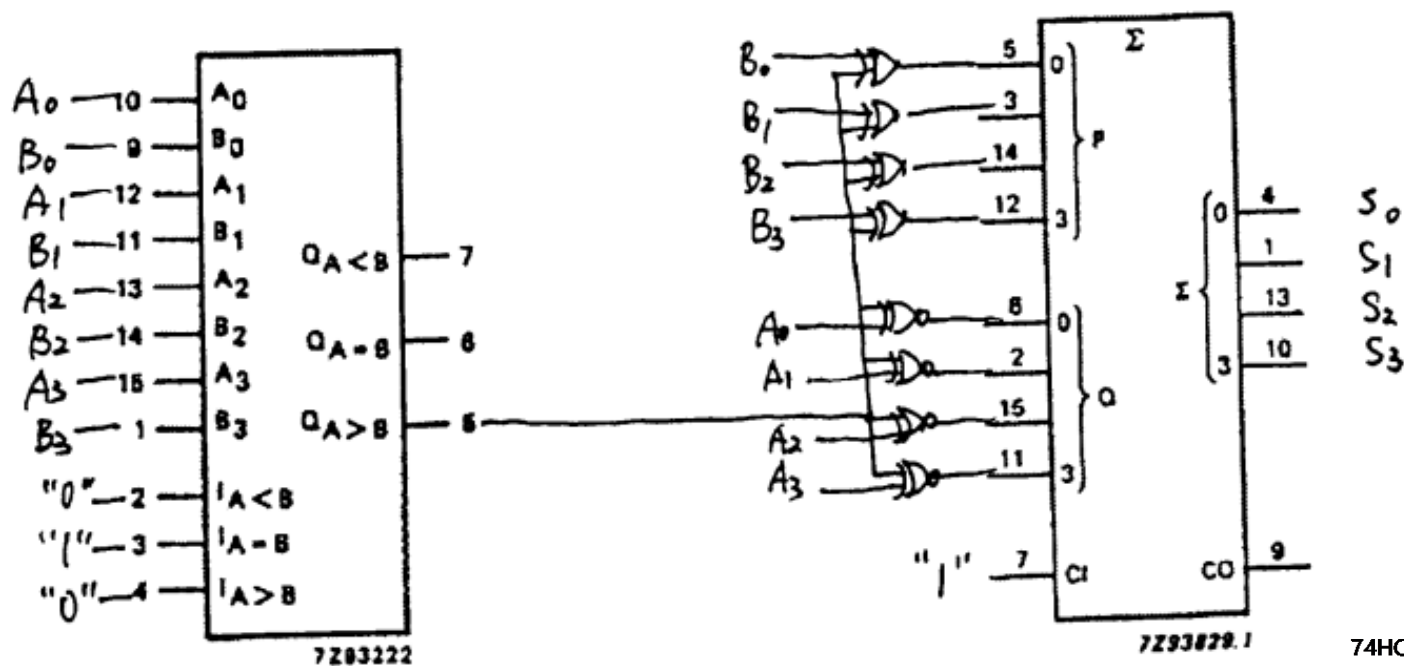 A0 10 A0
B0 9 B0
A1 12 A1
B1 11 B1
A2 13 A2
B2 14 B2
A3 15 A3
B3 1 B3
"0" 2 IA<B
"1" 3 IA=B
"0" 4 IA>B
QA<B 7
QA=B 6
QA>B 5
7Z83222
Σ
B0 5 0
B1 3
B2 14
B3 12 3
P
A0 6 0
A1 2
A2 15
A3 11 3
Q
"1" 7 CI
Σ
0 4 S0
1 S1
13 S2
3 10 S3
CO 9
7Z93829.1
74HC